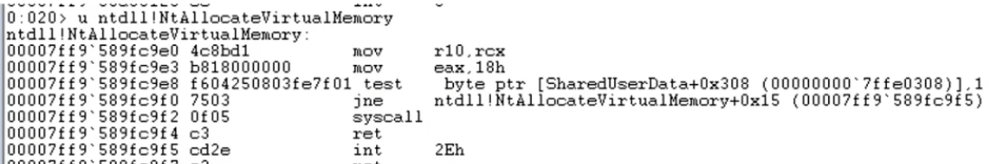 0:020> u ntdll!NtAllocateVirtualMemory
ntdll!NtAllocateVirtualMemory:
00007ff9`589fc9e0 4c8bd1 mov r10,rcx
00007ff9`589fc9e3 b818000000 mov eax,18h
00007ff9`589fc9e8 f604250803fe7f01 test byte ptr [SharedUserData+0x308 (00000000`7ffe0308)],1
00007ff9`589fc9f0 7503 jne ntdll!NtAllocateVirtualMemory+0x15 (00007ff9`589fc9f5)
00007ff9`589fc9f2 0f05 syscall
00007ff9`589fc9f4 c3 ret
00007ff9`589fc9f5 cd2e int 2Eh